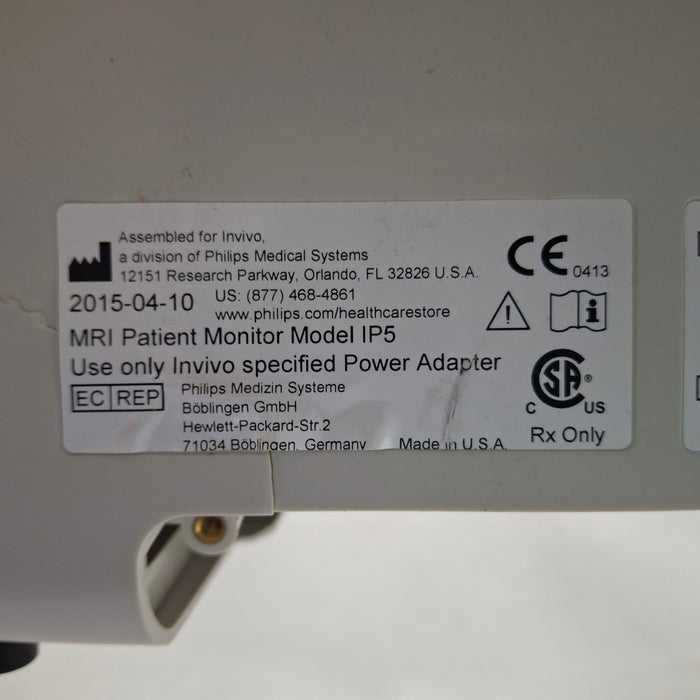 Assembled for Invivo,
a division of Philips Medical Systems
12151 Research Parkway, Orlando, FL 32826 U.S.A.
2015-04-10
US: (877) 468-4861
www.philips.com/healthcarestore
CE 0413
MRI Patient Monitor Model IP5
Use only Invivo specified Power Adapter
EC REP
Philips Medizin Systeme
Böblingen GmbH
Hewlett-Packard-Str.2
71034 Böblingen, Germany
Made in U.S.A.
i
CSA®
C US
Rx Only